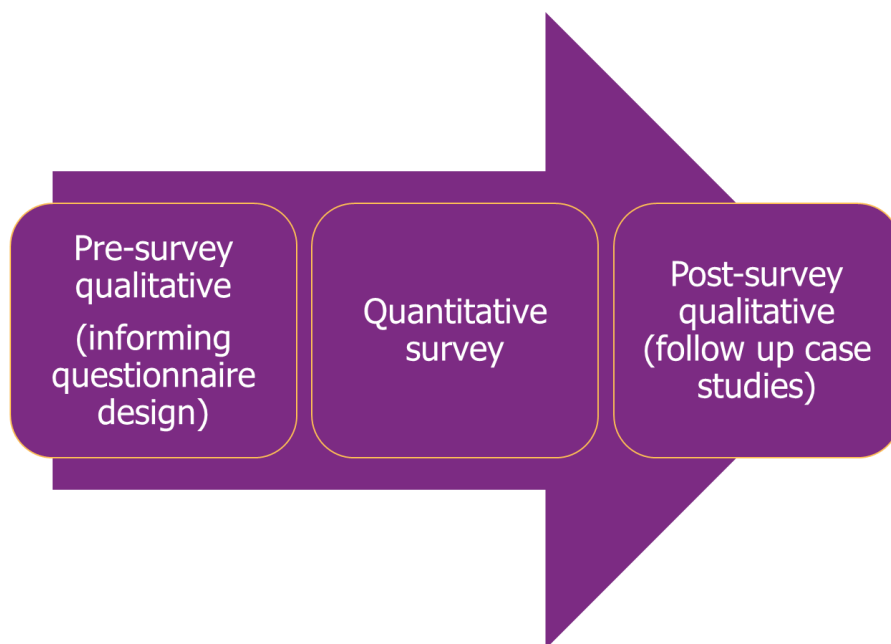 Pre-survey
qualitative
(informing
questionnaire
design)
Quantitative
survey
Post-survey
qualitative
(follow up case
studies)